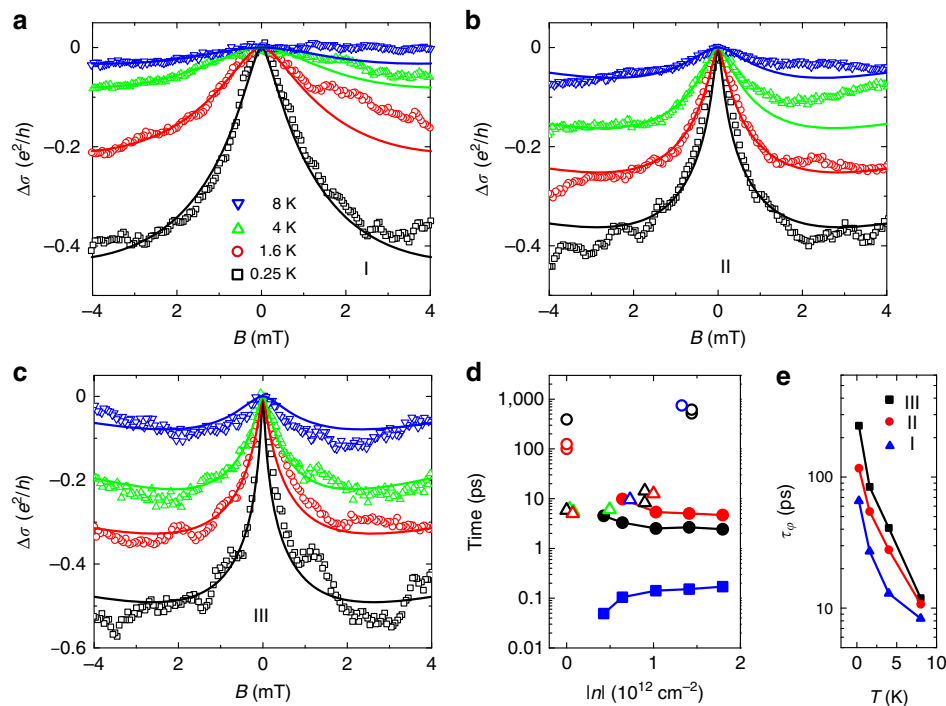 a
0
−0.2
−0.4
Δσ (e²/h)
8 K
4 K
1.6 K
0.25 K
I
−4
−2
0
2
4
B (mT)
b
0
−0.2
−0.4
Δσ (e²/h)
II
−4
−2
0
2
4
B (mT)
c
0
−0.2
−0.4
−0.6
Δσ (e²/h)
III
−4
−2
0
2
4
B (mT)
d
1,000
100
10
1
0.1
0.01
Time (ps)
0
1
2
|n| (10¹² cm⁻²)
e
III
II
I
100
10
τφ (ps)
0
5
10
T (K)